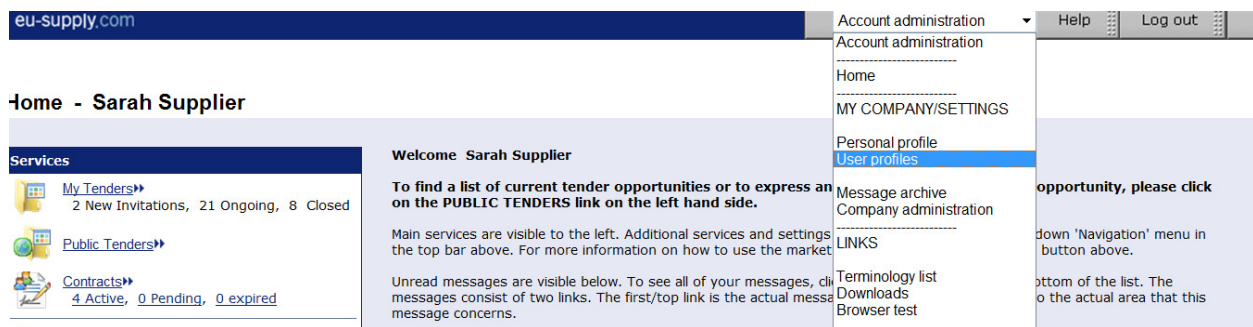 eu-supply.com
Account administration
Help
Log out
Account administration
-------------------------
Home
-------------------------
MY COMPANY/SETTINGS
Personal profile
User profiles
Message archive
Company administration
-------------------------
LINKS
Terminology list
Downloads
Browser test
Home - Sarah Supplier
Services
My Tenders
2 New Invitations, 21 Ongoing, 8 Closed
Public Tenders
Contracts
4 Active, 0 Pending, 0 expired
Welcome Sarah Supplier
To find a list of current tender opportunities or to express an opportunity, please click
on the PUBLIC TENDERS link on the left hand side.
Main services are visible to the left. Additional services and settings down 'Navigation' menu in
the top bar above. For more information on how to use the market button above.
Unread messages are visible below. To see all of your messages, of the list. The
messages consist of two links. The first/top link is the actual the actual area that this
message concerns.